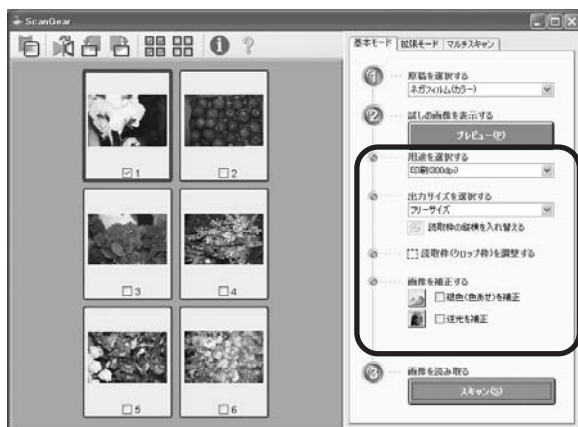 ScanGear
基本モード 拡張モード マルチスキャン
① 原稿を選択する
ネガフィルム(カラー)
② 試しの画像を表示する
プレビュー(P)
用途を選択する
印刷(300dpi)
出力サイズを選択する
フリーサイズ
読取枠の縦横を入れ替える
読取枠(クロップ枠)を調整する
画像を補正する
褪色(色あせ)を補正
逆光を補正
③ 画像を読み取る
スキャン(S)
1
2
3
4
5
6